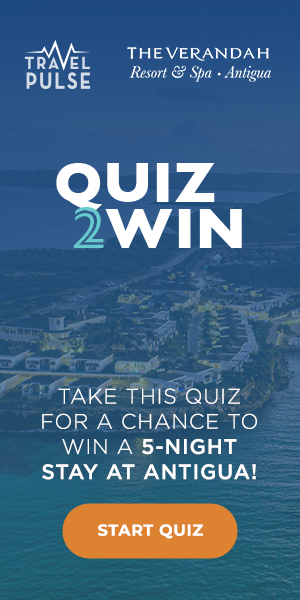 TRAVEL
PULSE
THE VERANDAH
Resort & Spa • Antigua
QUIZ
2WIN
TAKE THIS QUIZ
FOR A CHANCE TO
WIN A 5-NIGHT
STAY AT ANTIGUA!
START QUIZ